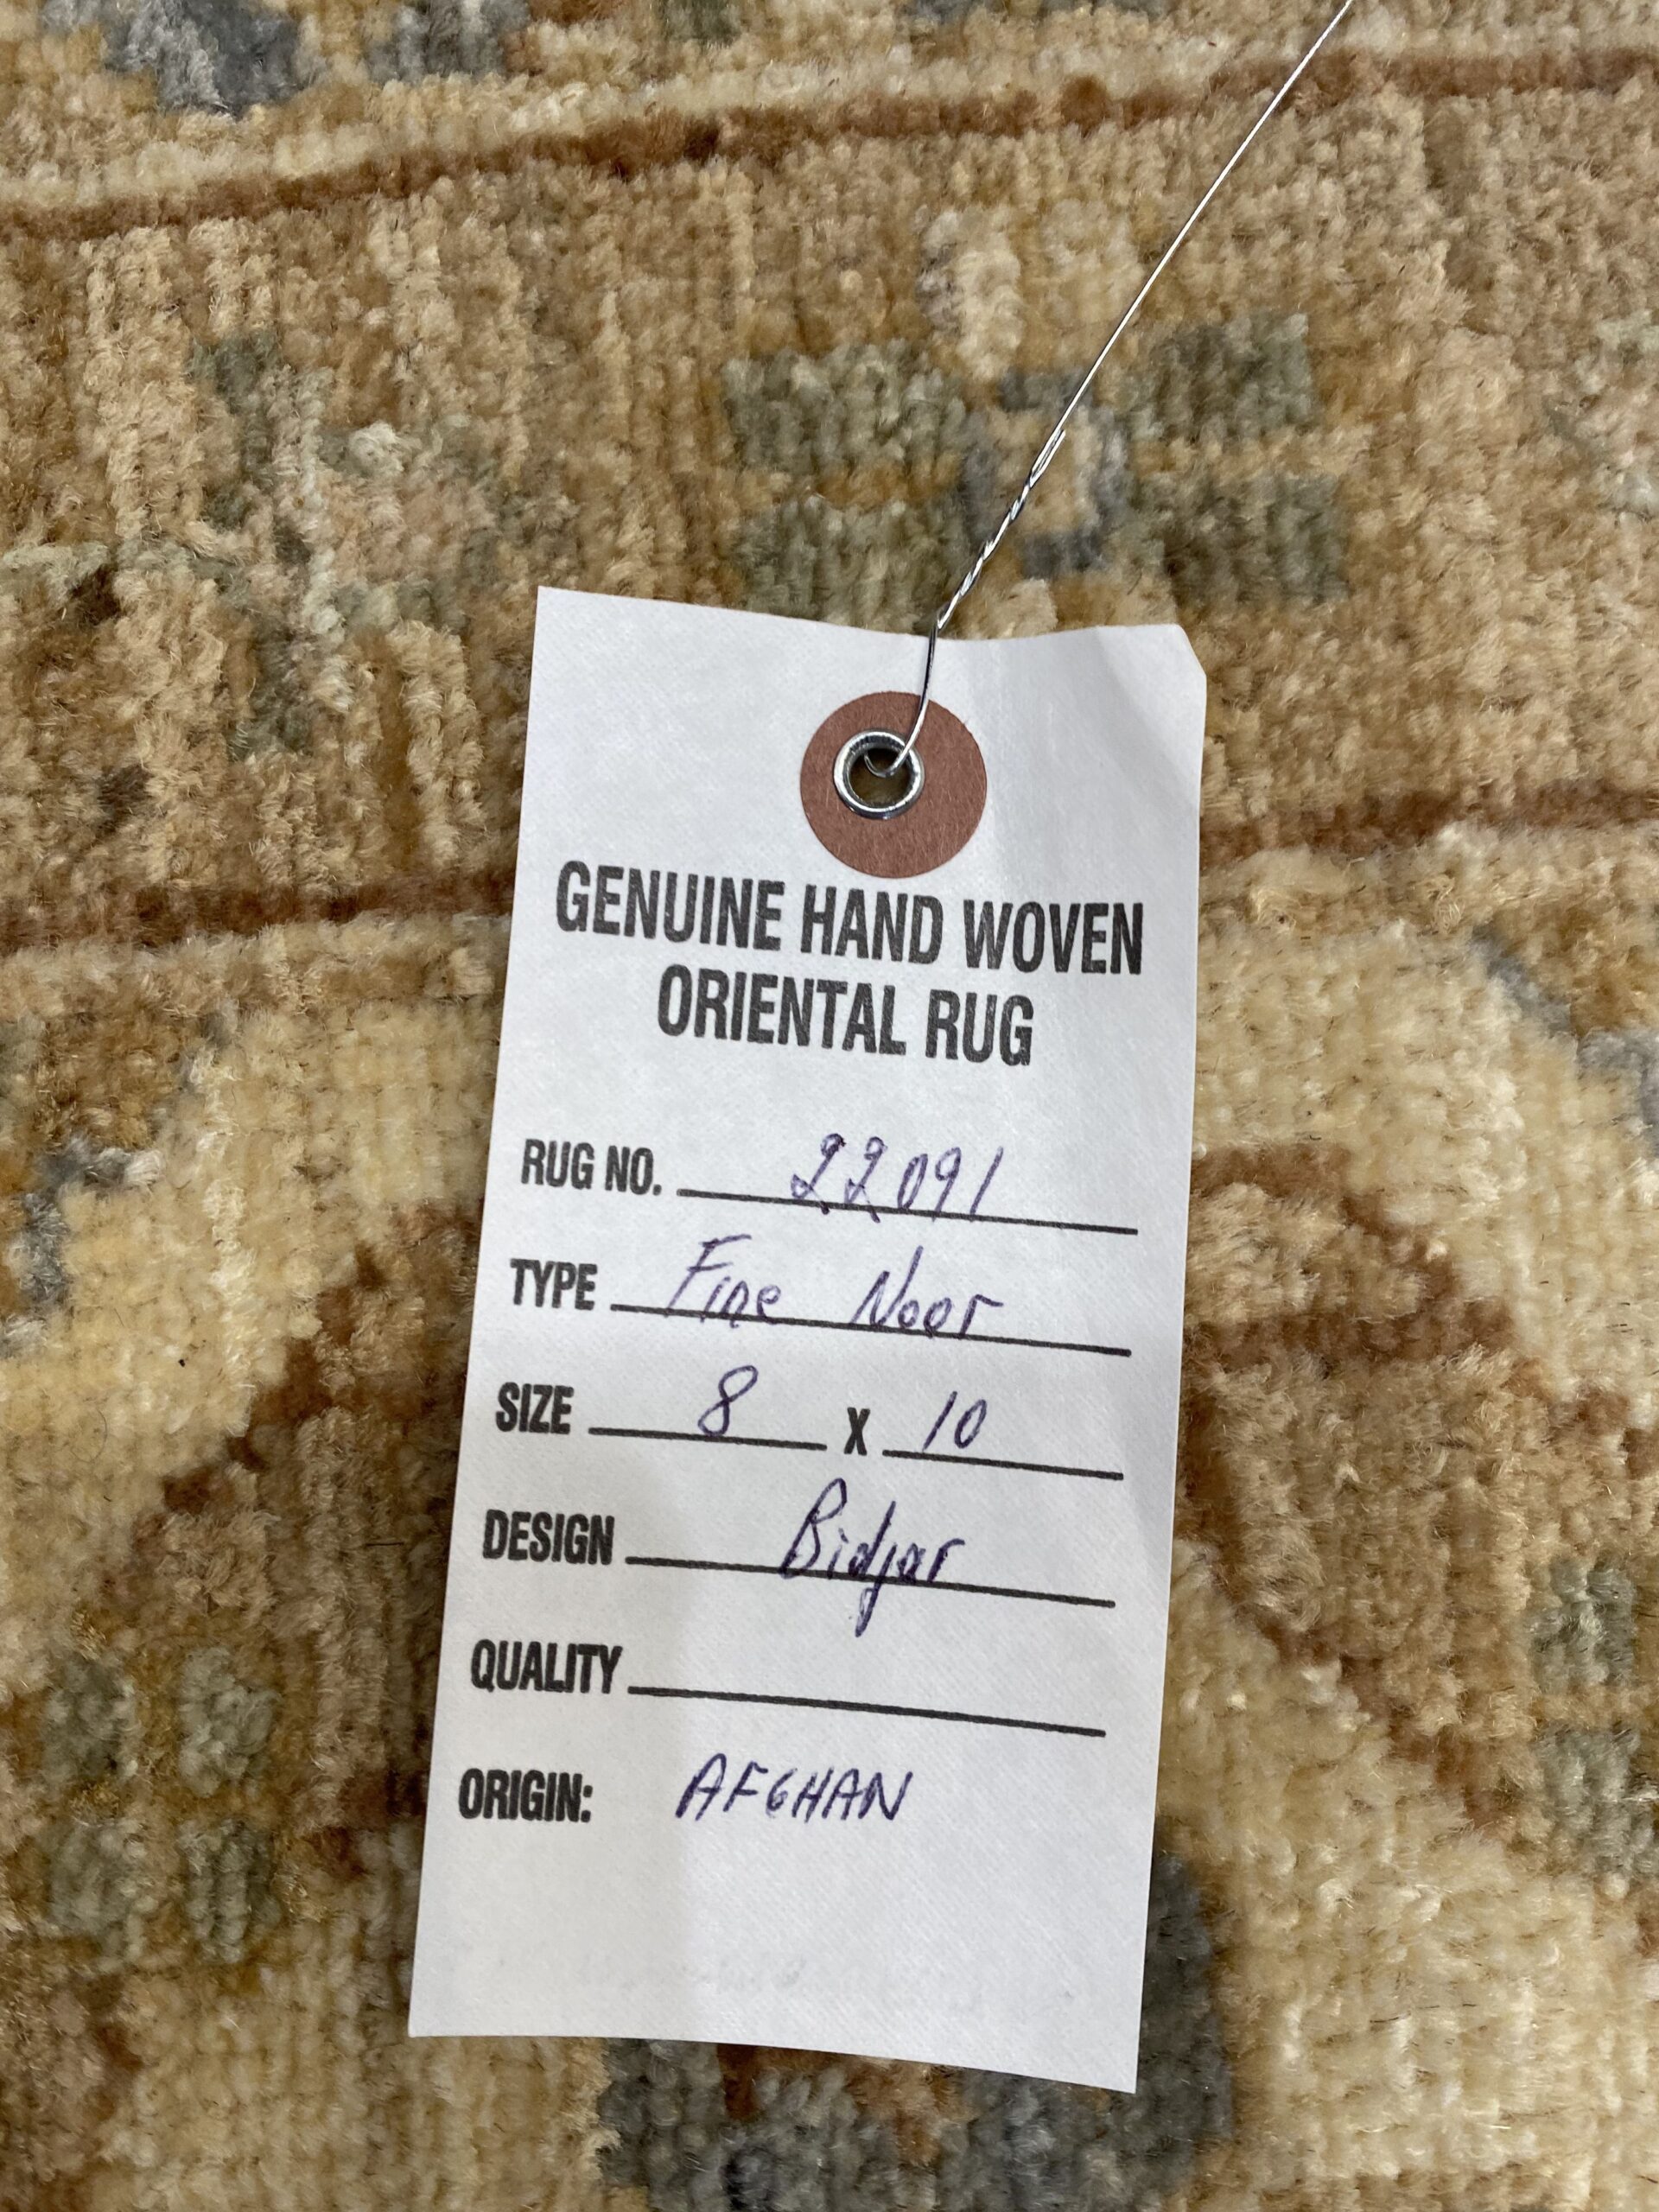 GENUINE HAND WOVEN
ORIENTAL RUG
RUG NO. 22091
TYPE Fine Noor
SIZE 8 X 10
DESIGN Bidjar
QUALITY
ORIGIN: AFGHAN